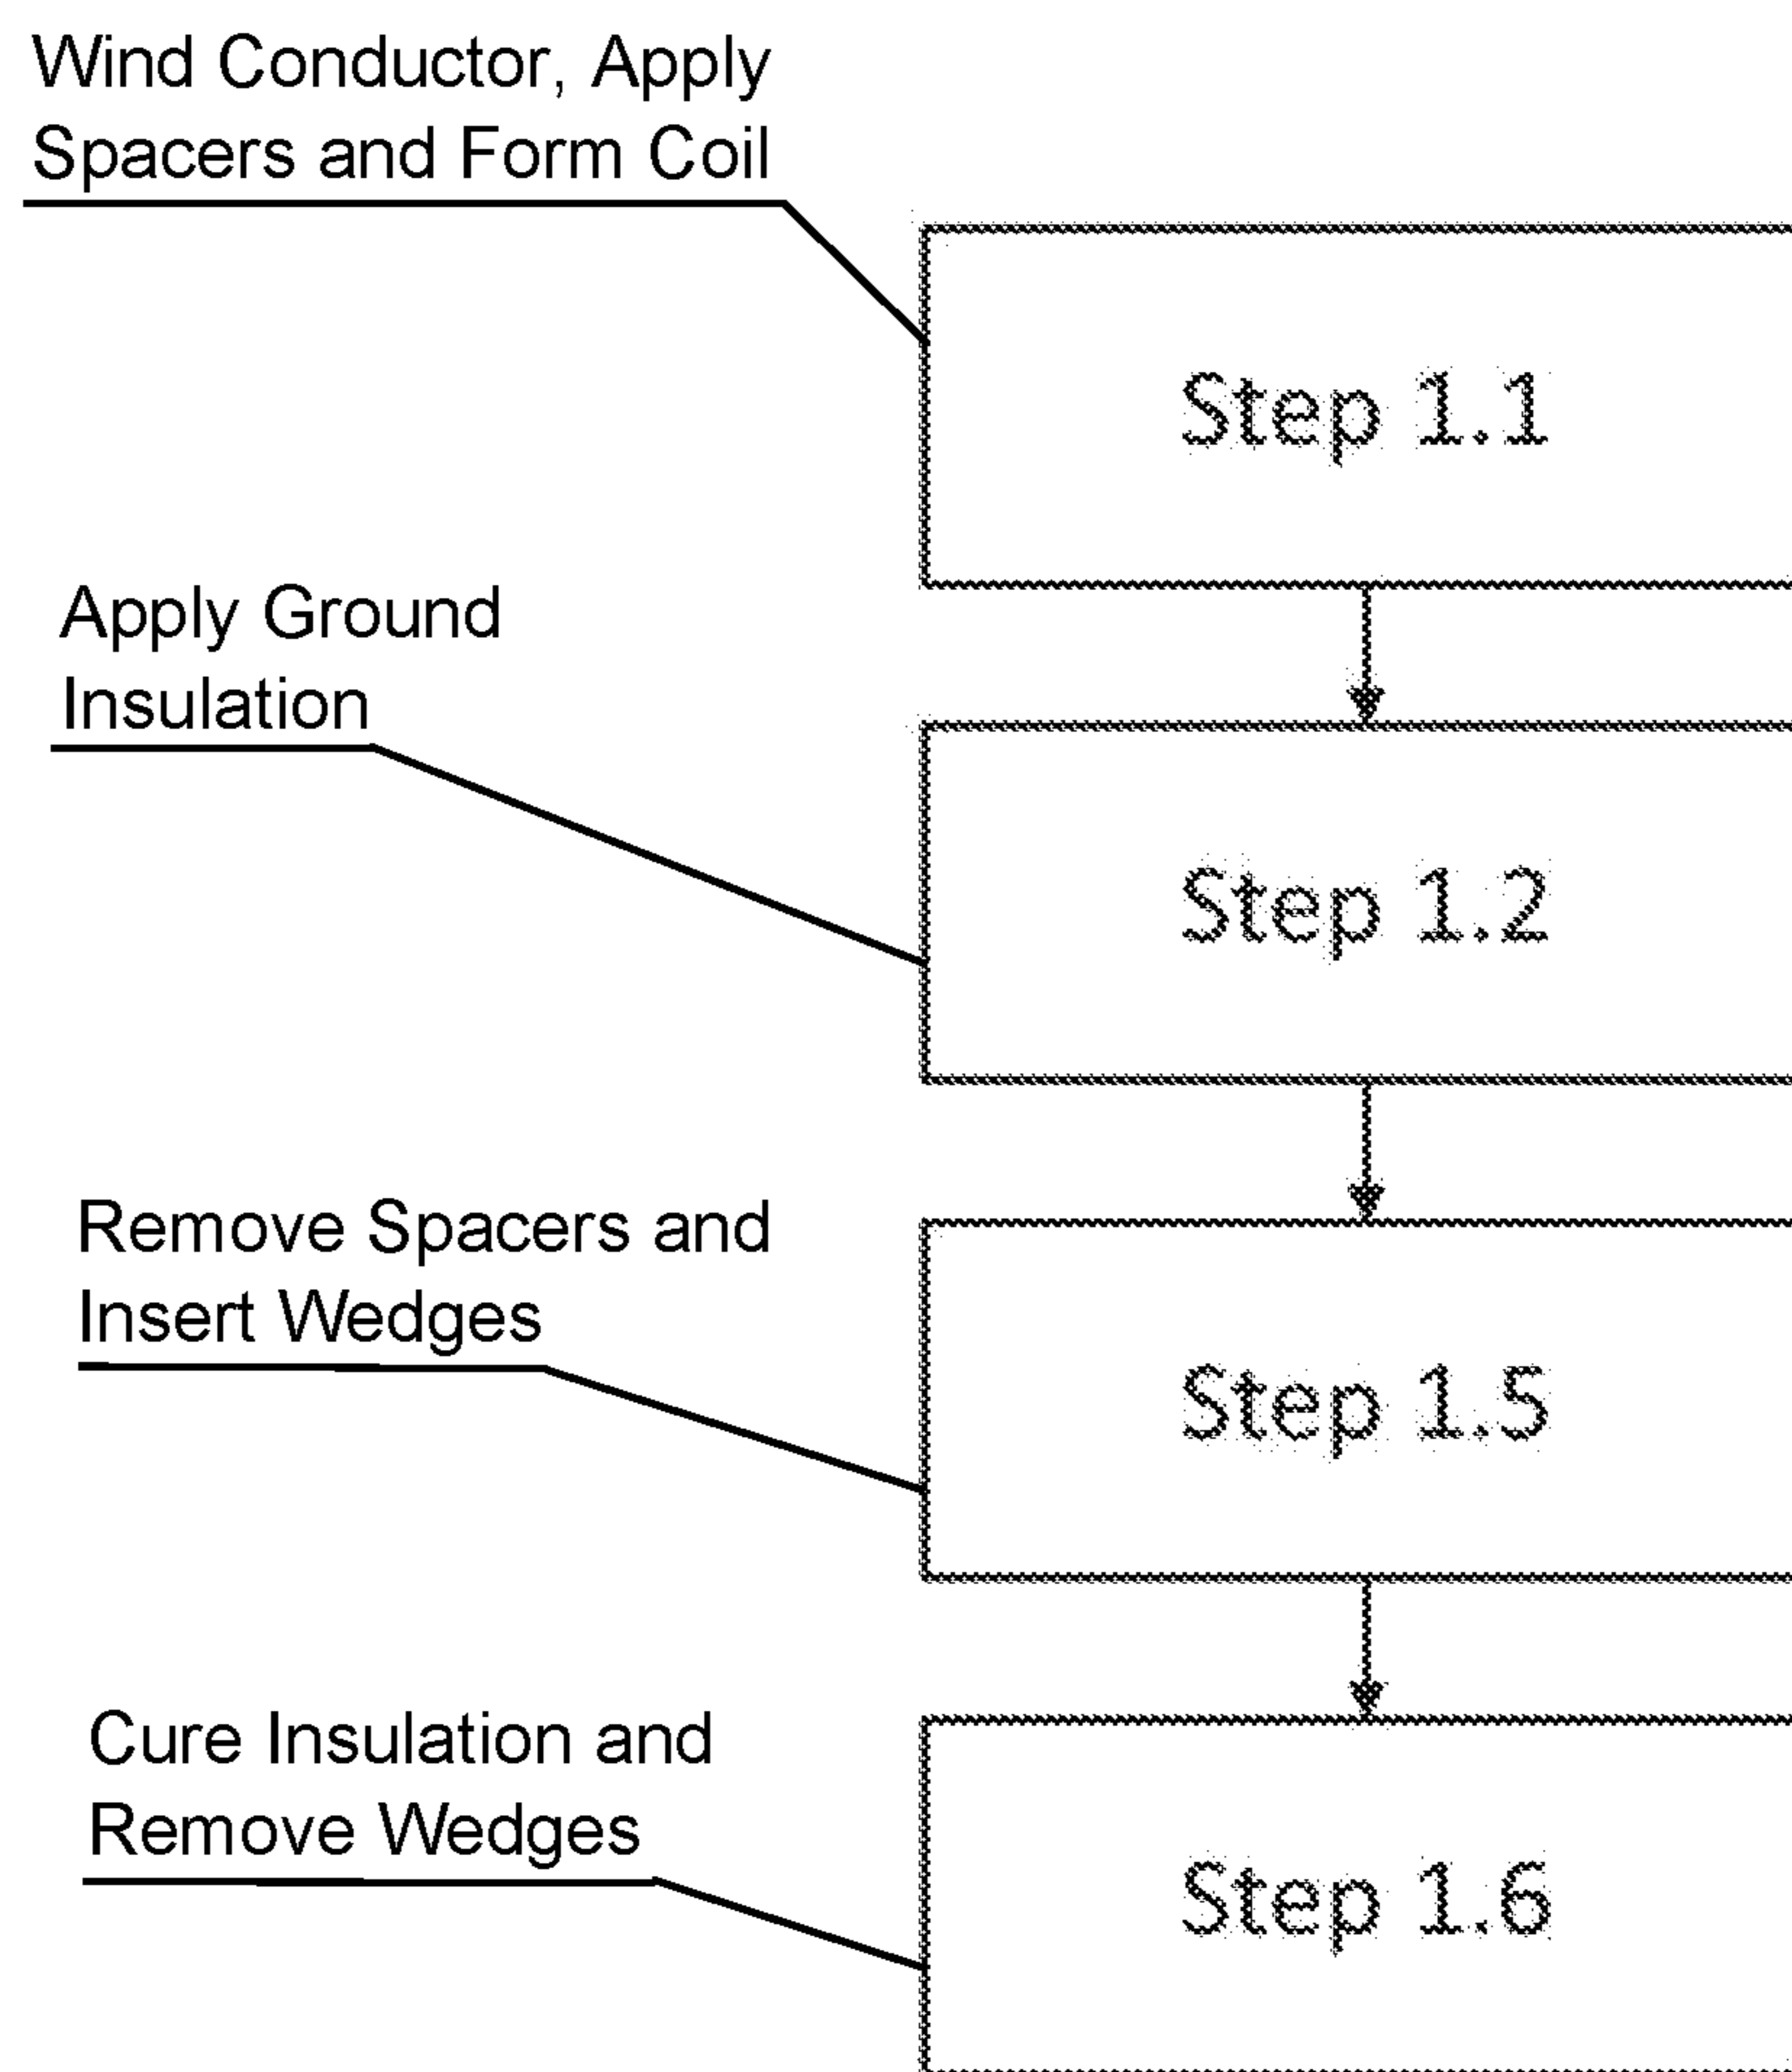 Wind Conductor, Apply
Spacers and Form Coil
Step 1.1
Apply Ground
Insulation
Step 1.2
Remove Spacers and
Insert Wedges
Step 1.5
Cure Insulation and
Remove Wedges
Step 1.6